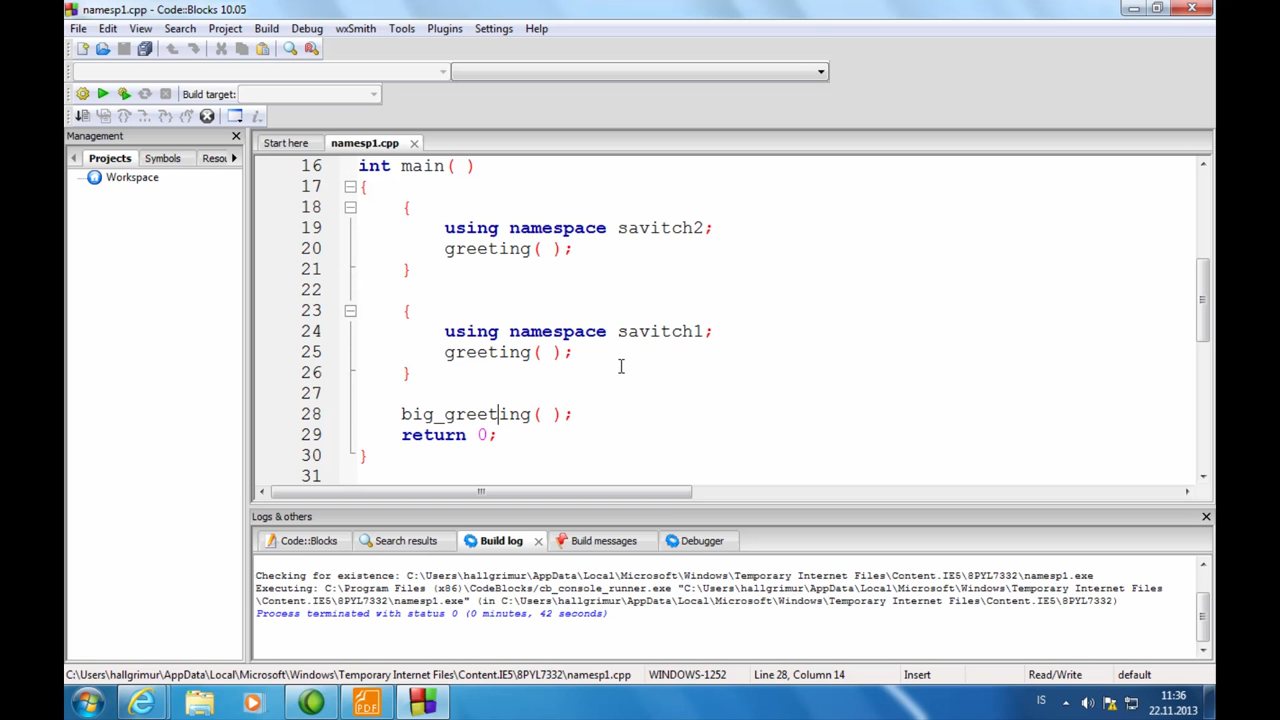 namesp1.cpp - Code::Blocks 10.05
File Edit View Search Project Build Debug wxSmith Tools Plugins Settings Help
Build target:
Management
Start here namesp1.cpp
Projects Symbols Resou
Workspace
16 int main( )
17 {
18 {
19 using namespace savitch2;
20 greeting( );
21 }
22
23 {
24 using namespace savitch1;
25 greeting( );
26 }
27
28 big_greeting( );
29 return 0;
30 }
31
Logs & others
Code::Blocks Search results Build log Build messages Debugger
Checking for existence: C:\Users\hallgrimur\AppData\Local\Microsoft\Windows\Temporary Internet Files\Content.IE5\8PYL7332\namesp1.exe
Executing: C:\Program Files (x86)\CodeBlocks/cb_console_runner.exe "C:\Users\hallgrimur\AppData\Local\Microsoft\Windows\Temporary Internet Files
\Content.IE5\8PYL7332\namesp1.exe" (in C:\Users\hallgrimur\AppData\Local\Microsoft\Windows\Temporary Internet Files\Content.IE5\8PYL7332)
Process terminated with status 0 (0 minutes, 42 seconds)
C:\Users\hallgrimur\AppData\Local\Microsoft\Windows\Temporary Internet Files\Content.IE5\8PYL7332\namesp1.cpp WINDOWS-1252 Line 28, Column 14 Insert Read/Write default
PDF IS 11:36
22.11.2013